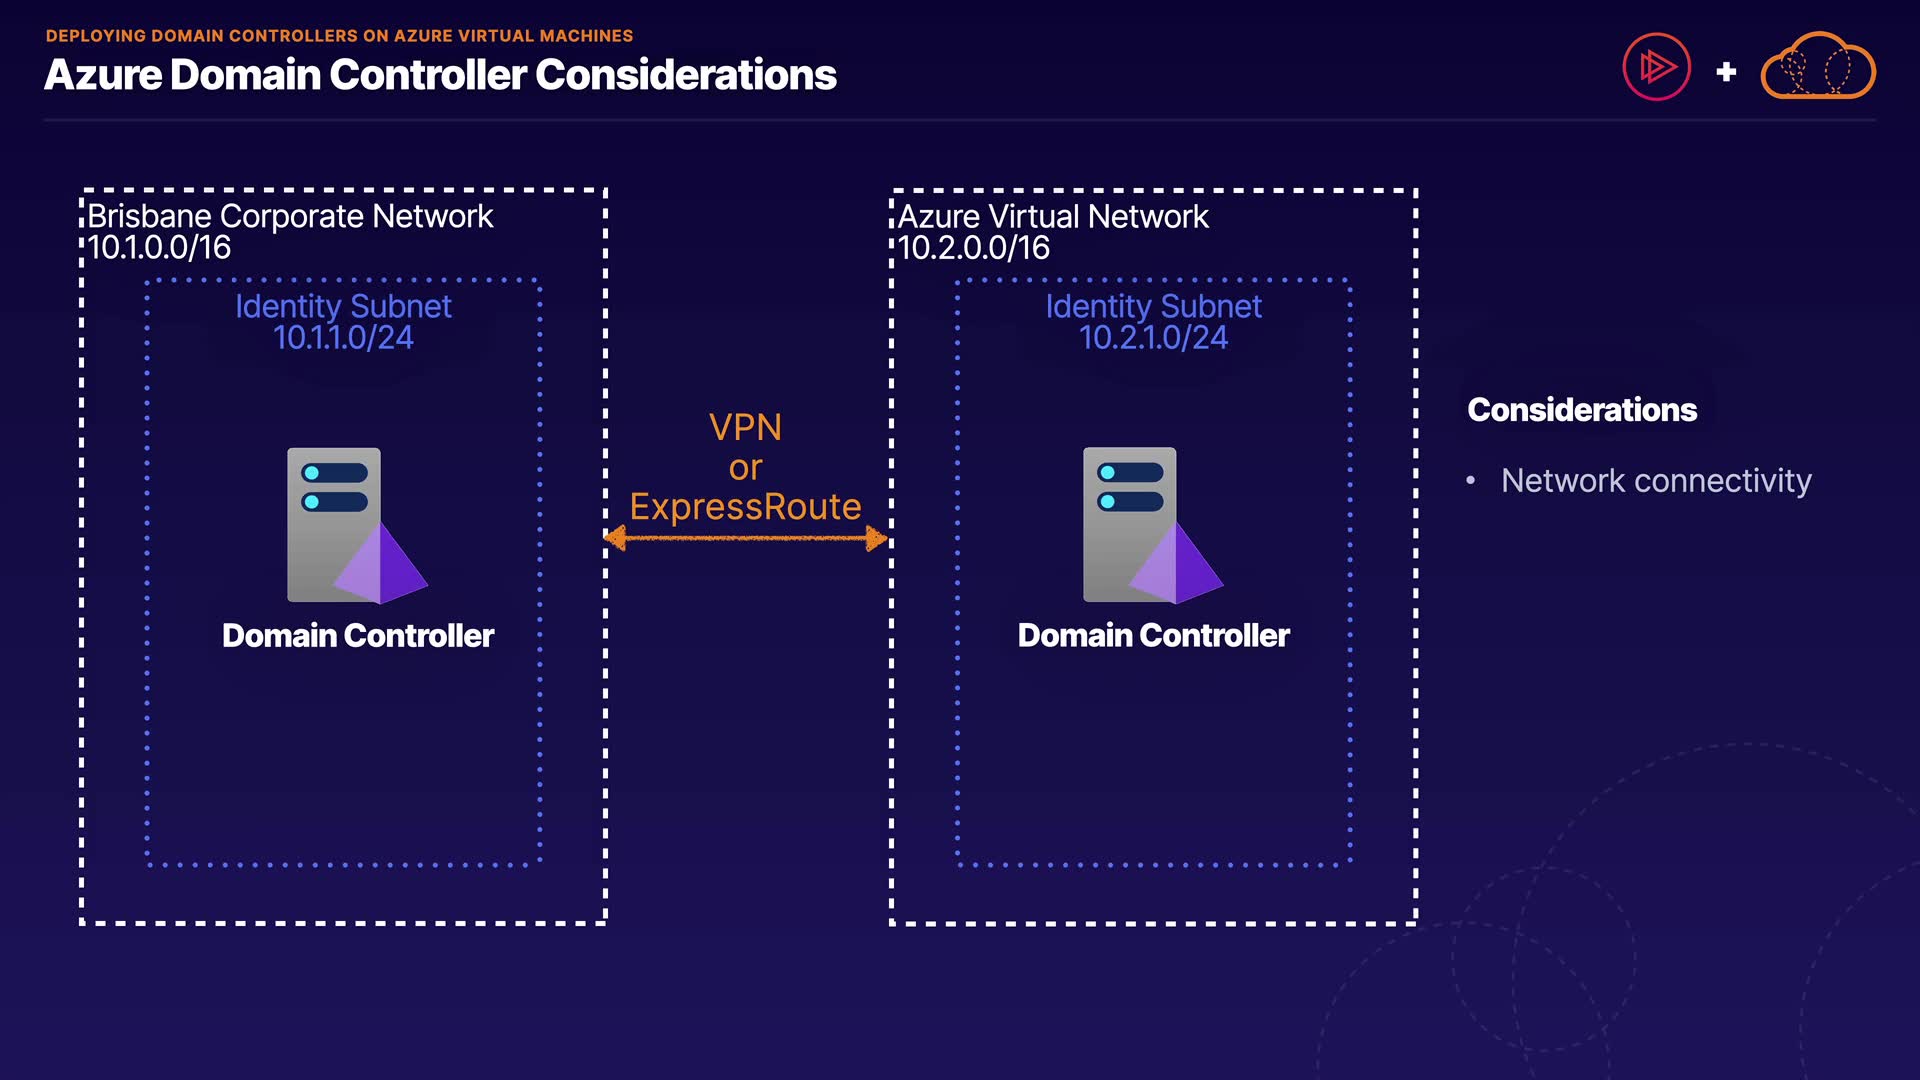 DEPLOYING DOMAIN CONTROLLERS ON AZURE VIRTUAL MACHINES
Azure Domain Controller Considerations
+
Brisbane Corporate Network
10.1.0.0/16
Identity Subnet
10.1.1.0/24
Domain Controller
VPN
or
ExpressRoute
Azure Virtual Network
10.2.0.0/16
Identity Subnet
10.2.1.0/24
Domain Controller
Considerations
• Network connectivity